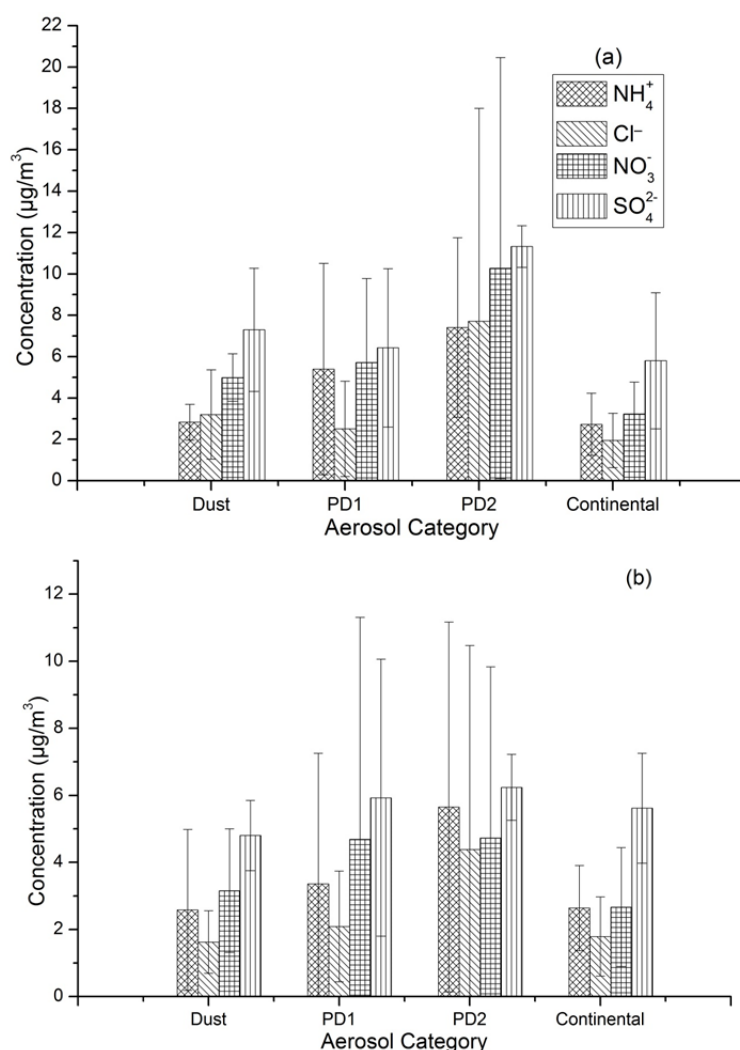 (a)
NH₄⁺
Cl⁻
NO₃⁻
SO₄²⁻
Concentration (µg/m³)
22
20
18
16
14
12
10
8
6
4
2
0
Dust PD1 PD2 Continental
Aerosol Category
(b)
Concentration (µg/m³)
12
10
8
6
4
2
0
Dust PD1 PD2 Continental
Aerosol Category